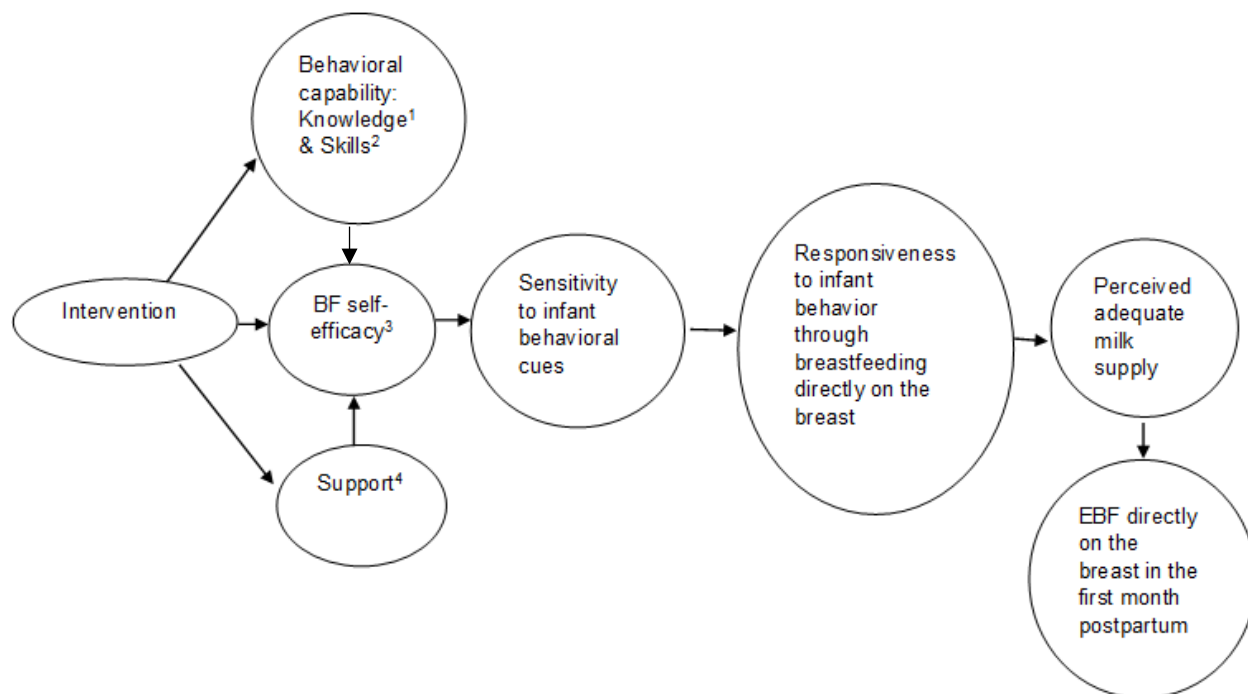 Behavioral
capability:
Knowledge¹
& Skills²
Intervention
BF self-
efficacy³
Support⁴
Sensitivity
to infant
behavioral
cues
Responsiveness
to infant
behavior
through
breastfeeding
directly on the
breast
Perceived
adequate
milk
supply
EBF directly
on the
breast in the
first month
postpartum